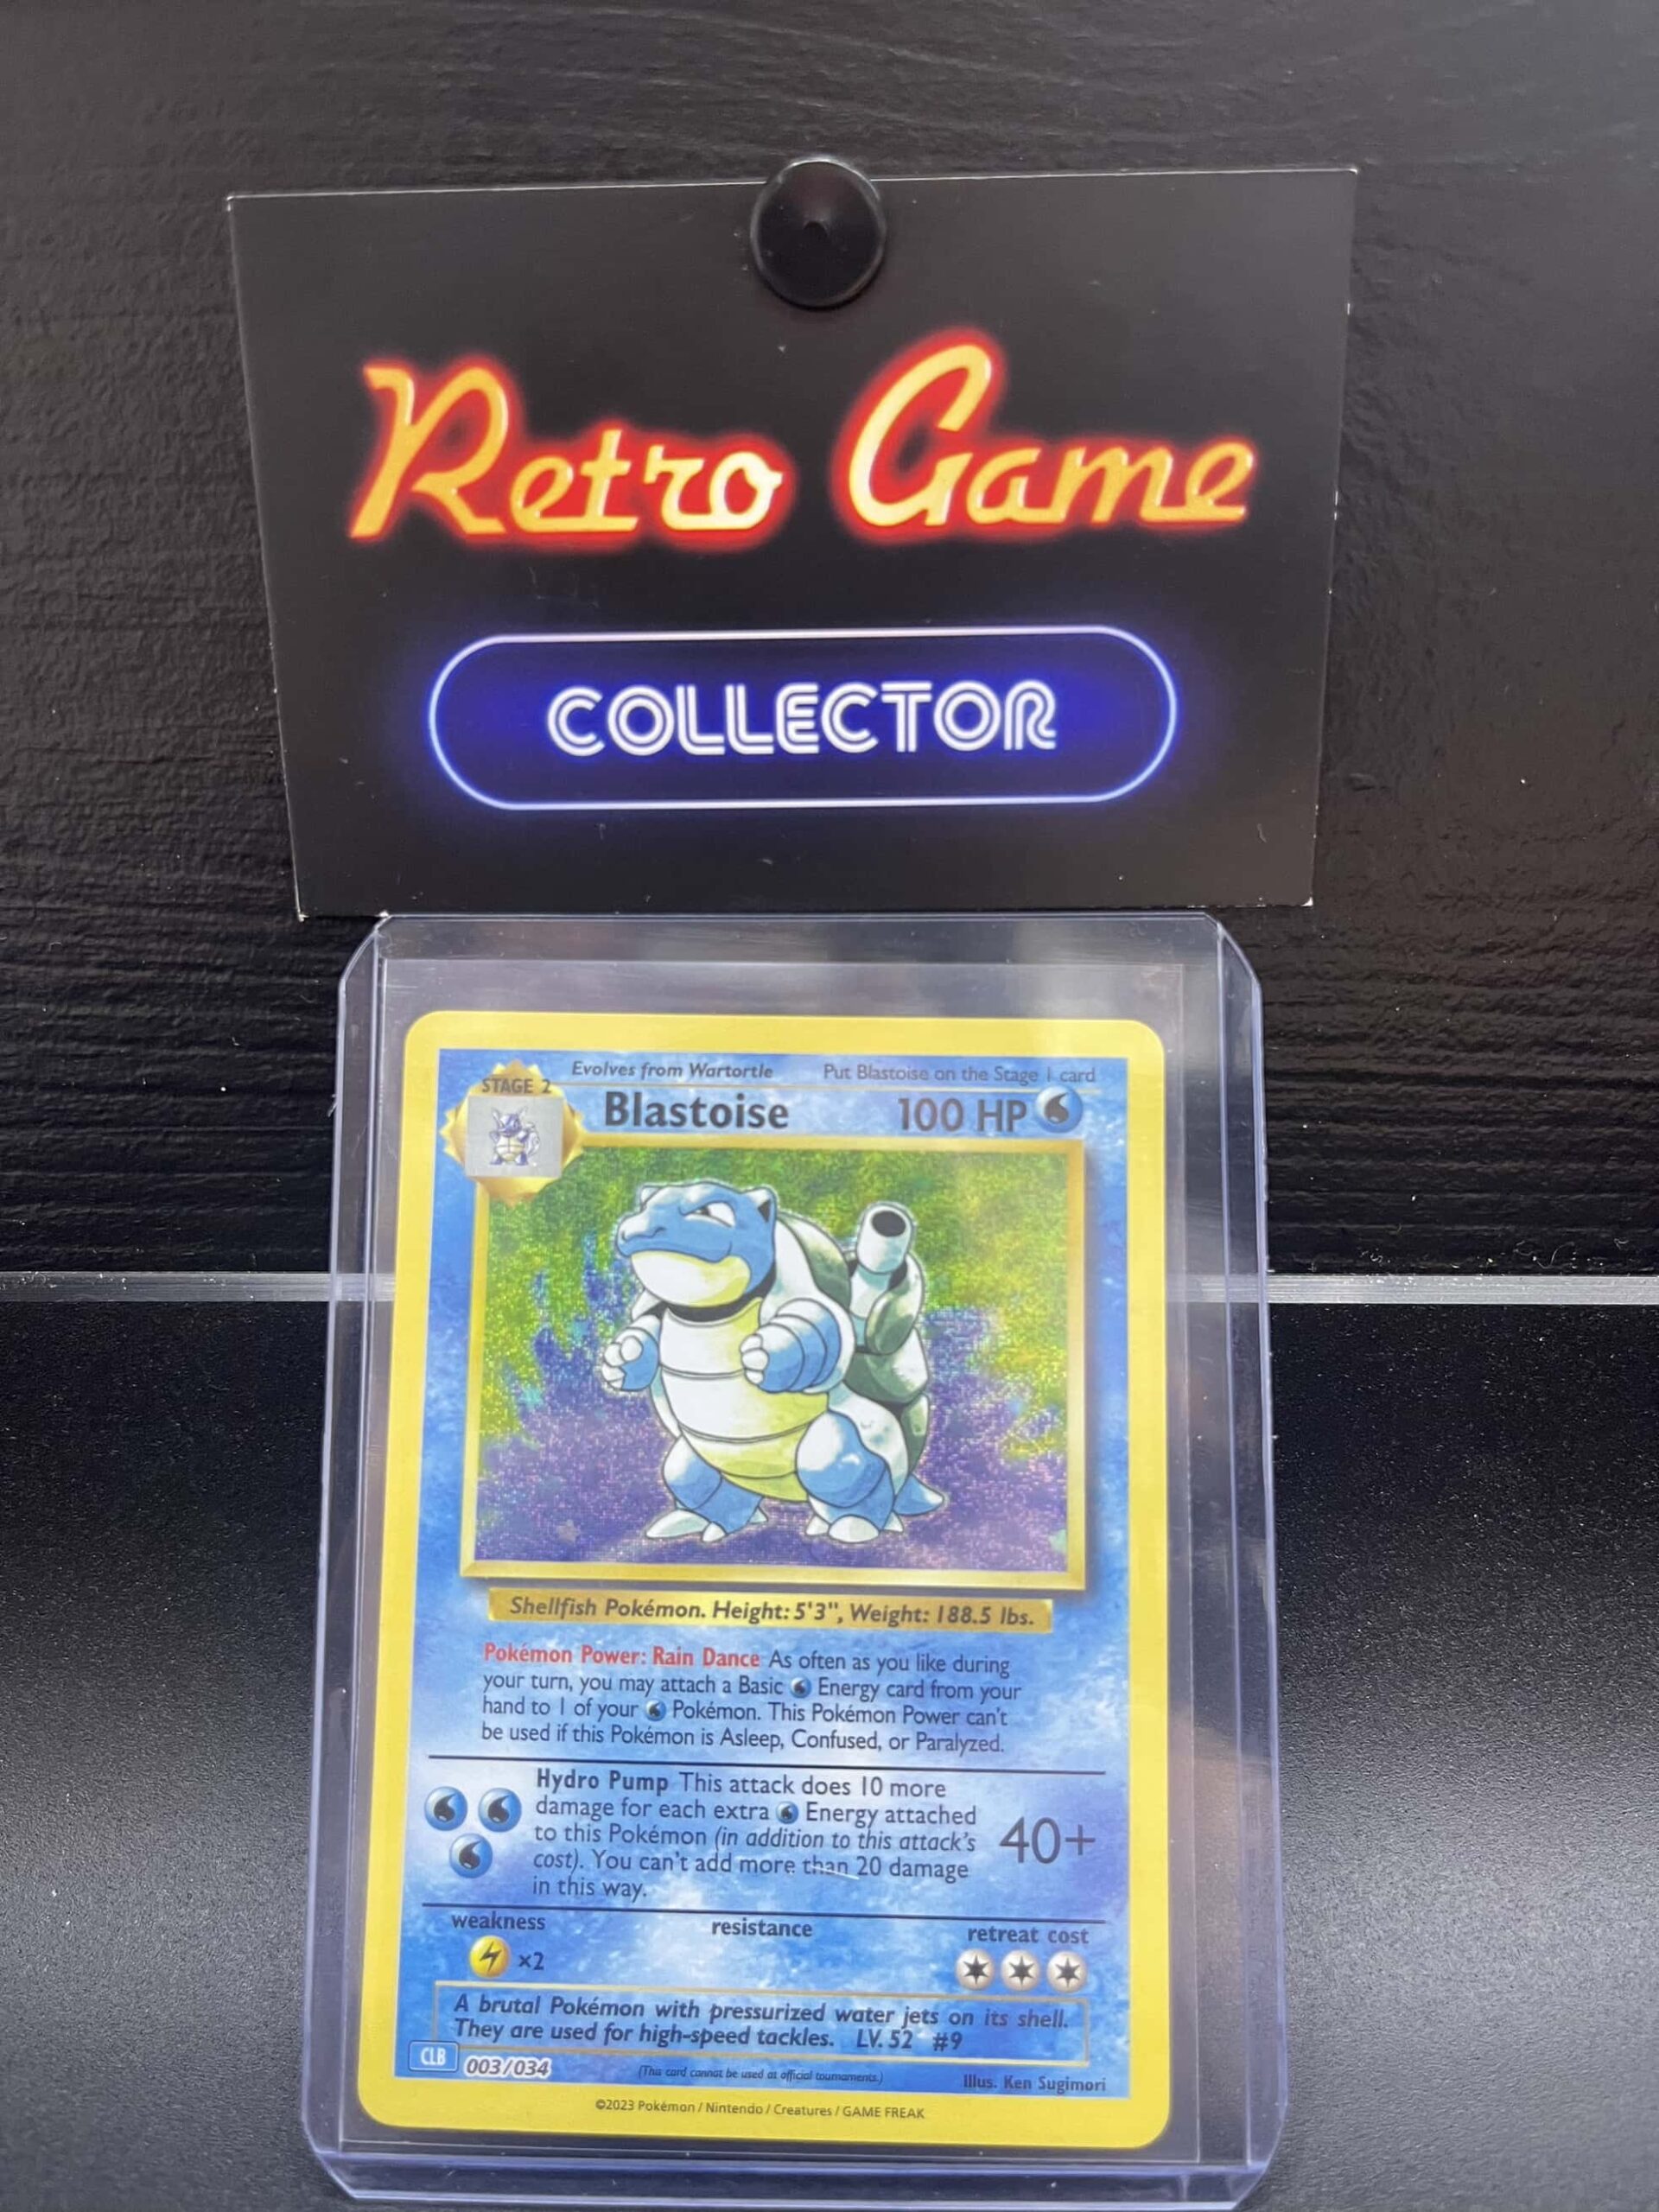 Retro Game
COLLECTOR
Evolves from Wartortle Put Blastoise on the Stage 1 card
STAGE 2
Blastoise 100 HP
Shellfish Pokémon. Height: 5'3", Weight: 188.5 lbs.
Pokémon Power: Rain Dance As often as you like during
your turn, you may attach a Basic Energy card from your
hand to 1 of your Pokémon. This Pokémon Power can't
be used if this Pokémon is Asleep, Confused, or Paralyzed.
Hydro Pump This attack does 10 more
damage for each extra Energy attached
to this Pokémon (in addition to this attack's
cost). You can't add more than 20 damage
in this way.
40+
weakness resistance retreat cost
×2
A brutal Pokémon with pressurized water jets on its shell.
They are used for high-speed tackles. LV. 52 #9
CLB 003/034 (This card cannot be used at official tournaments.) Illus. Ken Sugimori
©2023 Pokémon / Nintendo / Creatures / GAME FREAK